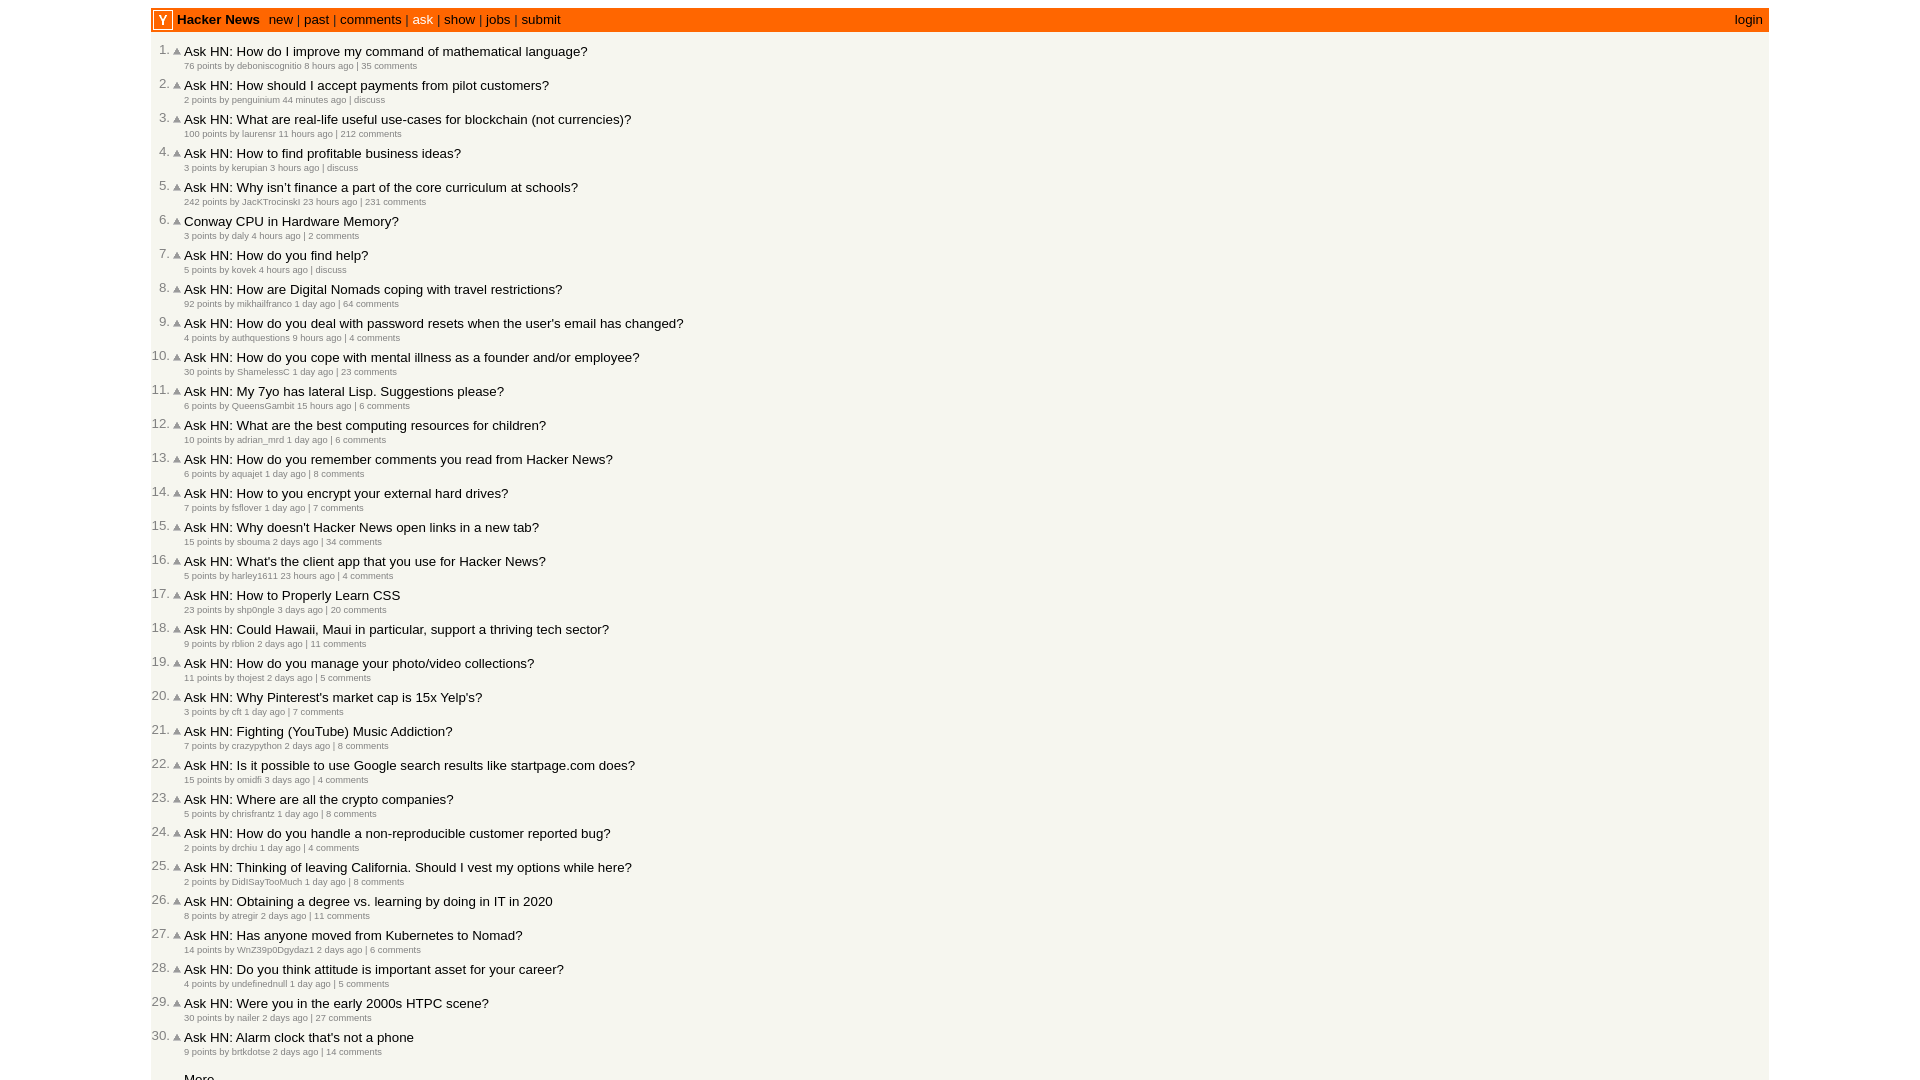 Y Hacker News new | past | comments | ask | show | jobs | submit login
1. Ask HN: How do I improve my command of mathematical language?
76 points by deboniscognitio 8 hours ago | 35 comments
2. Ask HN: How should I accept payments from pilot customers?
2 points by penguinium 44 minutes ago | discuss
3. Ask HN: What are real-life useful use-cases for blockchain (not currencies)?
100 points by laurensr 11 hours ago | 212 comments
4. Ask HN: How to find profitable business ideas?
3 points by kerupian 3 hours ago | discuss
5. Ask HN: Why isn't finance a part of the core curriculum at schools?
242 points by JacKTrocinskI 23 hours ago | 231 comments
6. Conway CPU in Hardware Memory?
3 points by daly 4 hours ago | 2 comments
7. Ask HN: How do you find help?
5 points by kovek 4 hours ago | discuss
8. Ask HN: How are Digital Nomads coping with travel restrictions?
92 points by mikhailfranco 1 day ago | 64 comments
9. Ask HN: How do you deal with password resets when the user's email has changed?
4 points by authquestions 9 hours ago | 4 comments
10. Ask HN: How do you cope with mental illness as a founder and/or employee?
30 points by ShamelessC 1 day ago | 23 comments
11. Ask HN: My 7yo has lateral Lisp. Suggestions please?
6 points by QueensGambit 15 hours ago | 6 comments
12. Ask HN: What are the best computing resources for children?
10 points by adrian_mrd 1 day ago | 6 comments
13. Ask HN: How do you remember comments you read from Hacker News?
6 points by aquajet 1 day ago | 8 comments
14. Ask HN: How to you encrypt your external hard drives?
7 points by fsflover 1 day ago | 7 comments
15. Ask HN: Why doesn't Hacker News open links in a new tab?
15 points by sbouma 2 days ago | 34 comments
16. Ask HN: What's the client app that you use for Hacker News?
5 points by harley1611 23 hours ago | 4 comments
17. Ask HN: How to Properly Learn CSS
23 points by shp0ngle 3 days ago | 20 comments
18. Ask HN: Could Hawaii, Maui in particular, support a thriving tech sector?
9 points by rblion 2 days ago | 11 comments
19. Ask HN: How do you manage your photo/video collections?
11 points by thojest 2 days ago | 5 comments
20. Ask HN: Why Pinterest's market cap is 15x Yelp's?
3 points by cft 1 day ago | 7 comments
21. Ask HN: Fighting (YouTube) Music Addiction?
7 points by crazypython 2 days ago | 8 comments
22. Ask HN: Is it possible to use Google search results like startpage.com does?
15 points by omidfi 3 days ago | 4 comments
23. Ask HN: Where are all the crypto companies?
5 points by chrisfrantz 1 day ago | 8 comments
24. Ask HN: How do you handle a non-reproducible customer reported bug?
2 points by drchiu 1 day ago | 4 comments
25. Ask HN: Thinking of leaving California. Should I vest my options while here?
2 points by DidISayTooMuch 1 day ago | 8 comments
26. Ask HN: Obtaining a degree vs. learning by doing in IT in 2020
8 points by atregir 2 days ago | 11 comments
27. Ask HN: Has anyone moved from Kubernetes to Nomad?
14 points by WnZ39p0Dgydaz1 2 days ago | 6 comments
28. Ask HN: Do you think attitude is important asset for your career?
4 points by undefinednull 1 day ago | 5 comments
29. Ask HN: Were you in the early 2000s HTPC scene?
30 points by nailer 2 days ago | 27 comments
30. Ask HN: Alarm clock that's not a phone
9 points by brtkdotse 2 days ago | 14 comments
More